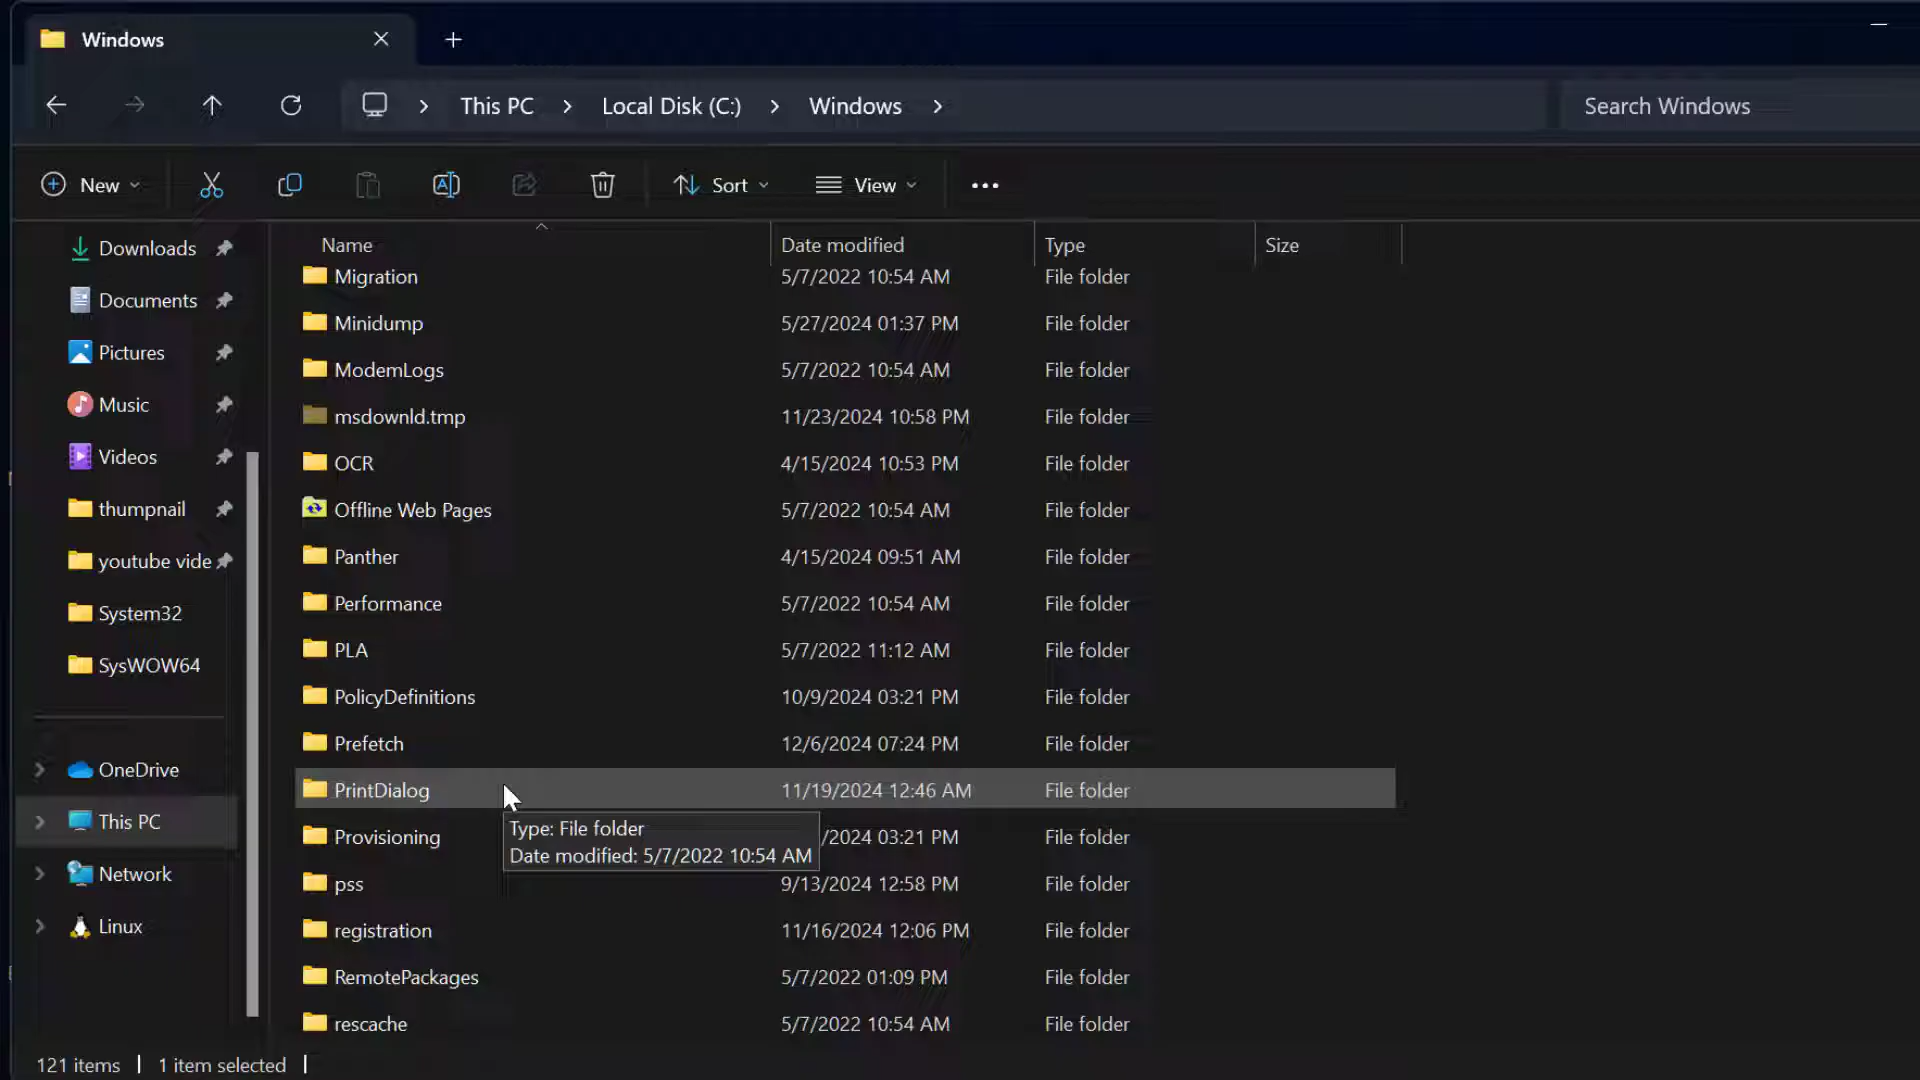 Windows
This PC > Local Disk (C:) > Windows >
Search Windows
New
Sort
View
Downloads
Documents
Pictures
Music
Videos
thumpnail
youtube vide
System32
SysWOW64
OneDrive
This PC
Network
Linux
Name Date modified Type Size
Migration 5/7/2022 10:54 AM File folder
Minidump 5/27/2024 01:37 PM File folder
ModemLogs 5/7/2022 10:54 AM File folder
msdownld.tmp 11/23/2024 10:58 PM File folder
OCR 4/15/2024 10:53 PM File folder
Offline Web Pages 5/7/2022 10:54 AM File folder
Panther 4/15/2024 09:51 AM File folder
Performance 5/7/2022 10:54 AM File folder
PLA 5/7/2022 11:12 AM File folder
PolicyDefinitions 10/9/2024 03:21 PM File folder
Prefetch 12/6/2024 07:24 PM File folder
PrintDialog 11/19/2024 12:46 AM File folder
Type: File folder
Date modified: 5/7/2022 10:54 AM
Provisioning /2024 03:21 PM File folder
pss 9/13/2024 12:58 PM File folder
registration 11/16/2024 12:06 PM File folder
RemotePackages 5/7/2022 01:09 PM File folder
rescache 5/7/2022 10:54 AM File folder
121 items | 1 item selected |